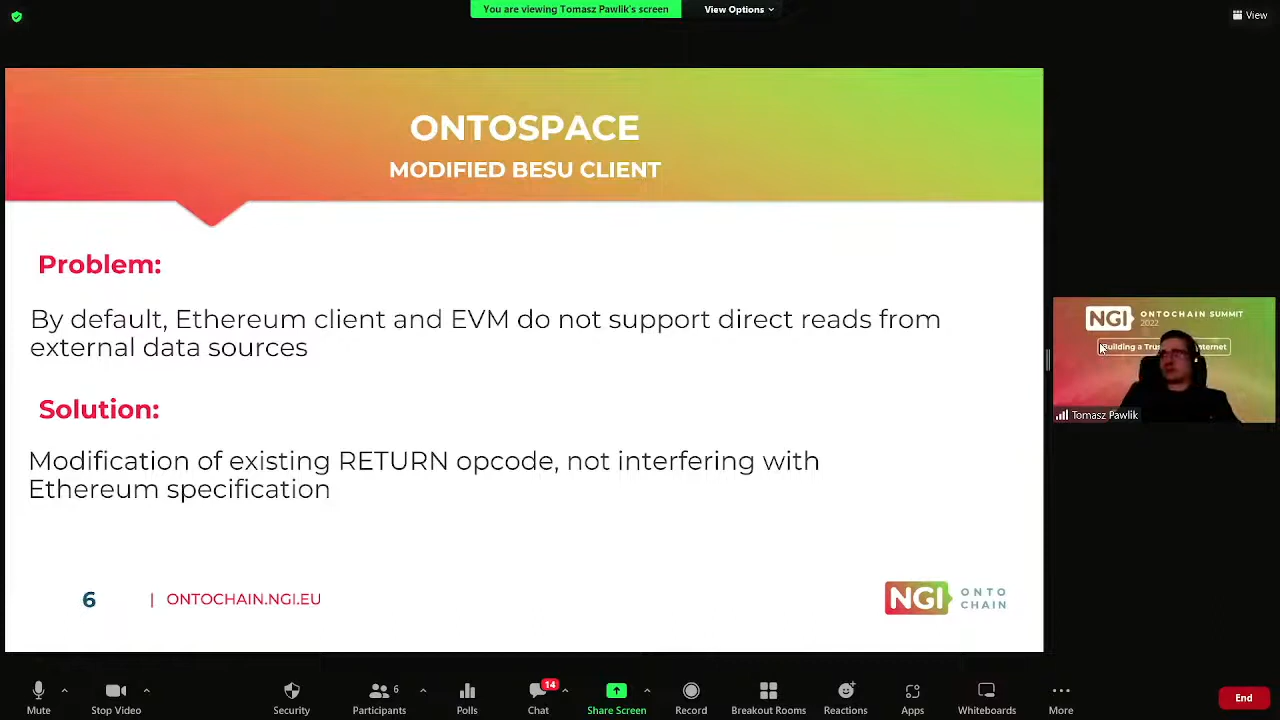 You are viewing Tomasz Pawlik's screen
View Options
View
ONTOSPACE
MODIFIED BESU CLIENT
Problem:
By default, Ethereum client and EVM do not support direct reads from
external data sources
Solution:
Modification of existing RETURN opcode, not interfering with
Ethereum specification
6
| ONTOCHAIN.NGI.EU
NGI ONTO
CHAIN
NGI ONTOCHAIN SUMMIT
2022
Building a
Tomasz Pawlik
Mute
Stop Video
Security
6
Participants
Polls
14
Chat
Share Screen
Record
Breakout Rooms
Reactions
Apps
Whiteboards
More
End